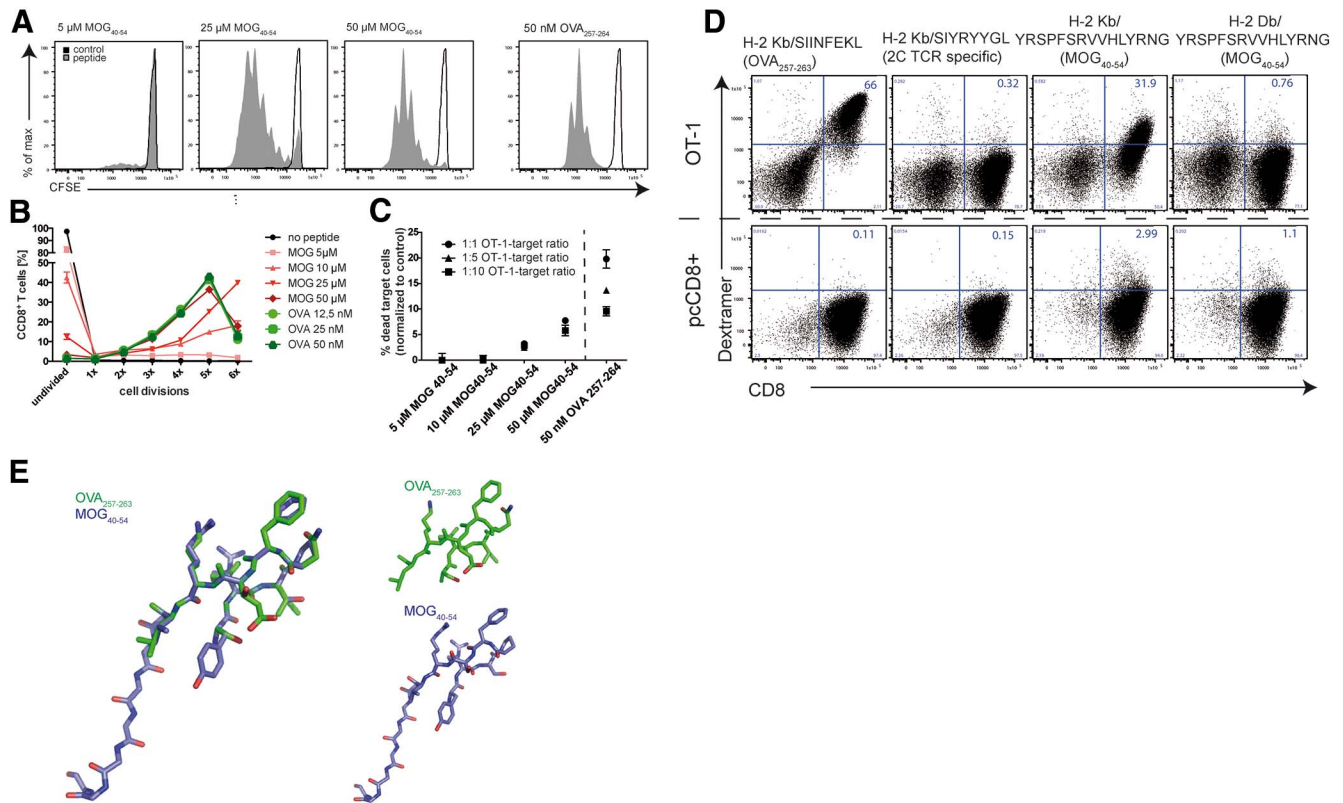 A
5 µM MOG40-54
25 µM MOG40-54
50 µM MOG40-54
50 nM OVA257-264
control
peptide
% of max
CFSE
B
CCD8+ T cells [%]
100
90
80
70
50
40
30
20
10
0
undivided
1x
2x
3x
4x
5x
6x
cell divisions
no peptide
MOG 5µM
MOG 10 µM
MOG 25 µM
MOG 50 µM
OVA 12,5 nM
OVA 25 nM
OVA 50 nM
C
% dead target cells
(normalized to control)
25
20
15
10
5
0
1:1 OT-1-target ratio
1:5 OT-1-target ratio
1:10 OT-1-target ratio
5 µM MOG 40-54
10 µM MOG40-54
25 µM MOG40-54
50 µM MOG40-54
50 nM OVA 257-264
D
H-2 Kb/SIINFEKL
(OVA257-263)
H-2 Kb/SIYRYYGL
(2C TCR specific)
H-2 Kb/
YRSPFSRVVHLYRNG
(MOG40-54)
H-2 Db/
YRSPFSRVVHLYRNG
(MOG40-54)
OT-1
66
0.32
31.9
0.76
pcCD8+
0.11
0.15
2.99
1.1
Dextramer
CD8
E
OVA257-263
MOG40-54
OVA257-263
MOG40-54